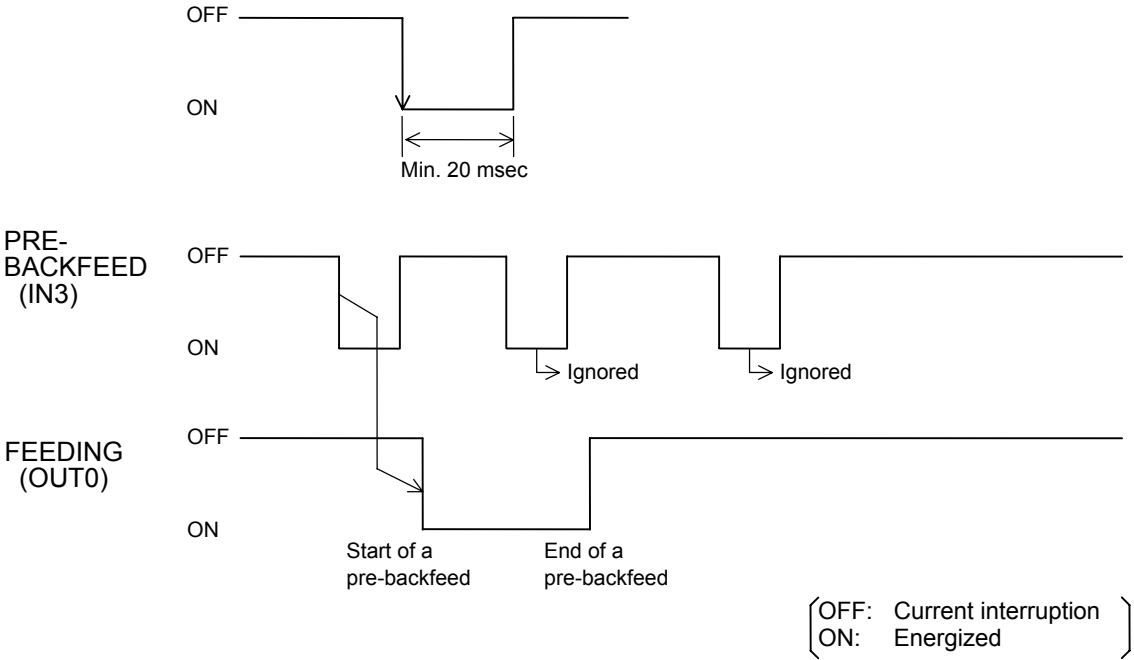 OFF
ON
Min. 20 msec
PRE-
BACKFEED
(IN3)
OFF
ON
Ignored
Ignored
FEEDING
(OUT0)
OFF
ON
Start of a
pre-backfeed
End of a
pre-backfeed
OFF: Current interruption
ON: Energized